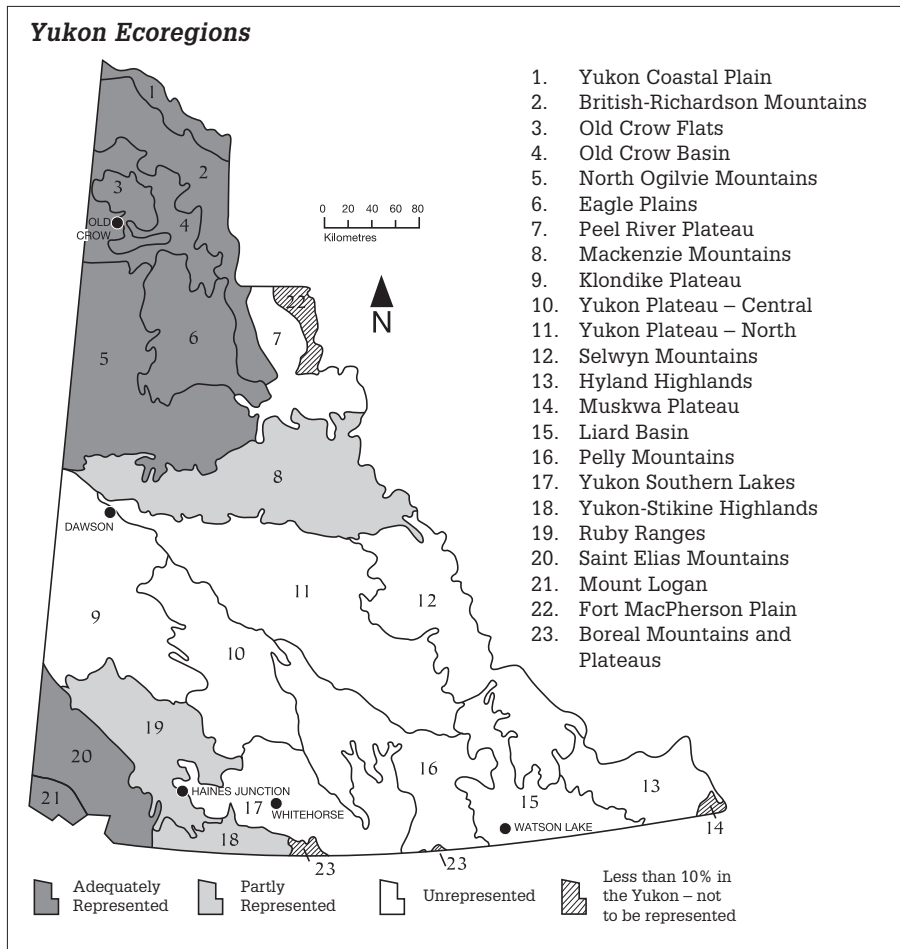 Yukon Ecoregions
1. Yukon Coastal Plain
2. British-Richardson Mountains
3. Old Crow Flats
4. Old Crow Basin
5. North Ogilvie Mountains
6. Eagle Plains
7. Peel River Plateau
8. Mackenzie Mountains
9. Klondike Plateau
10. Yukon Plateau – Central
11. Yukon Plateau – North
12. Selwyn Mountains
13. Hyland Highlands
14. Muskwa Plateau
15. Liard Basin
16. Pelly Mountains
17. Yukon Southern Lakes
18. Yukon-Stikine Highlands
19. Ruby Ranges
20. Saint Elias Mountains
21. Mount Logan
22. Fort MacPherson Plain
23. Boreal Mountains and
Plateaus
1
2
3
4
OLD
CROW
0 20 40 60 80
Kilometres
N
22
7
6
5
8
DAWSON
11
12
9
10
19
20
16
13
21
HAINES JUNCTION
17
WHITEHORSE
15
WATSON LAKE
14
18
23
23
Adequately
Represented
Partly
Represented
Unrepresented
Less than 10% in
the Yukon – not
to be represented